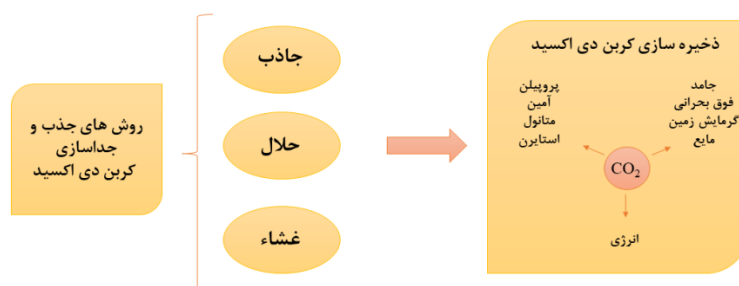 روش های جذب و
جداسازی
کربن دی اکسید
جاذب
حلال
غشاء
ذخیره سازی کربن دی اکسید
جامد
فوق بحرانی
گرمایش زمین
مایع
پروپیلن
آمین
متانول
استایرن
CO₂
انرژی